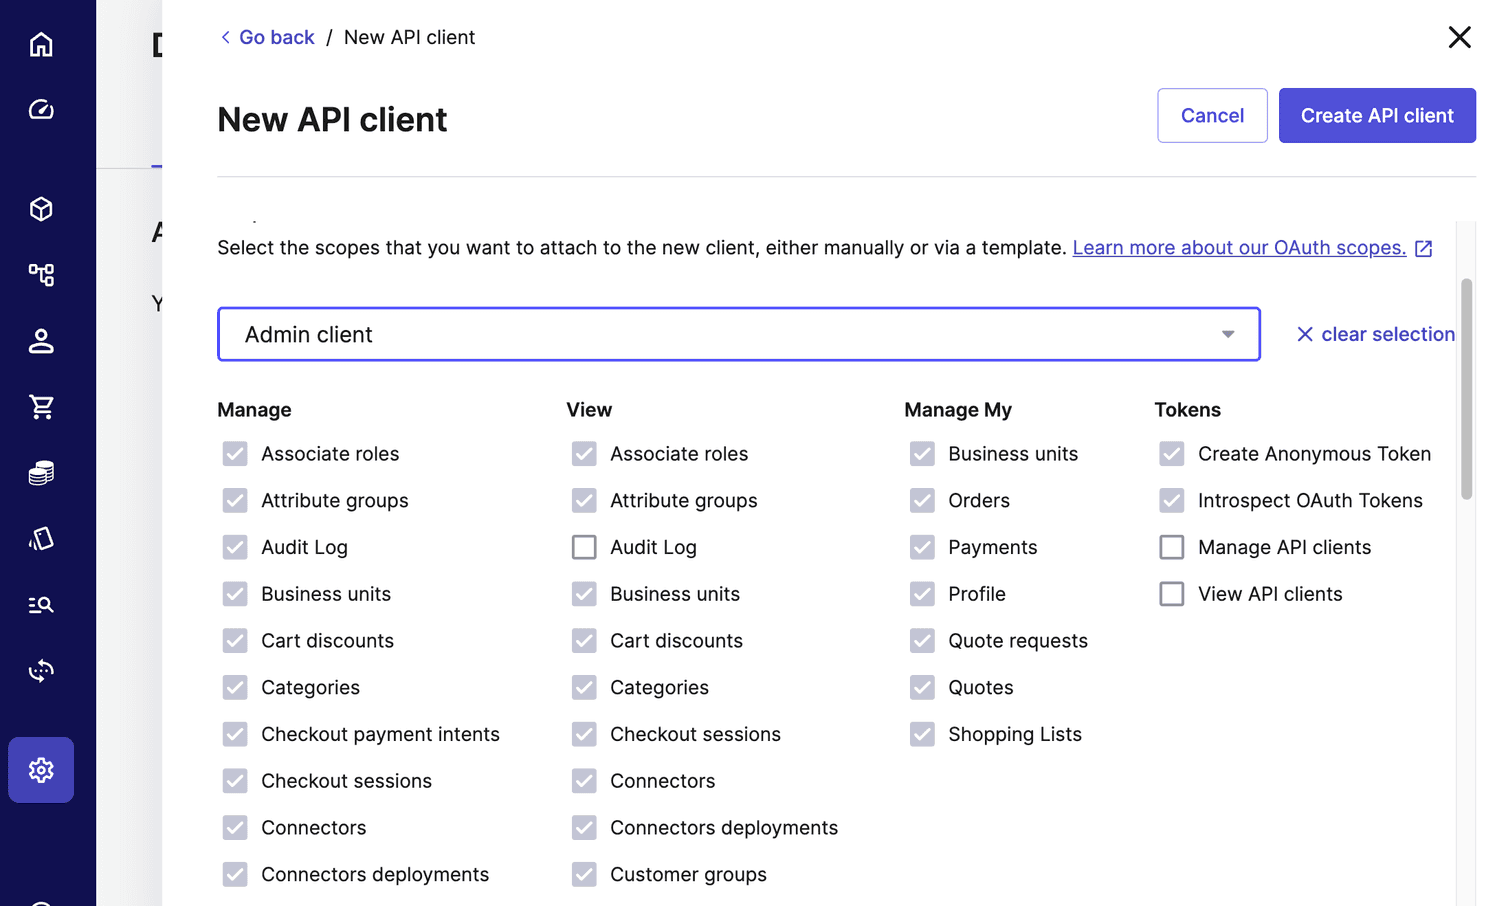 Go back / New API client
New API client
Cancel
Create API client
Select the scopes that you want to attach to the new client, either manually or via a template. Learn more about our OAuth scopes.
Admin client
clear selection
Manage
Associate roles
Attribute groups
Audit Log
Business units
Cart discounts
Categories
Checkout payment intents
Checkout sessions
Connectors
Connectors deployments
View
Associate roles
Attribute groups
Audit Log
Business units
Cart discounts
Categories
Checkout sessions
Connectors
Connectors deployments
Customer groups
Manage My
Business units
Orders
Payments
Profile
Quote requests
Quotes
Shopping Lists
Tokens
Create Anonymous Token
Introspect OAuth Tokens
Manage API clients
View API clients